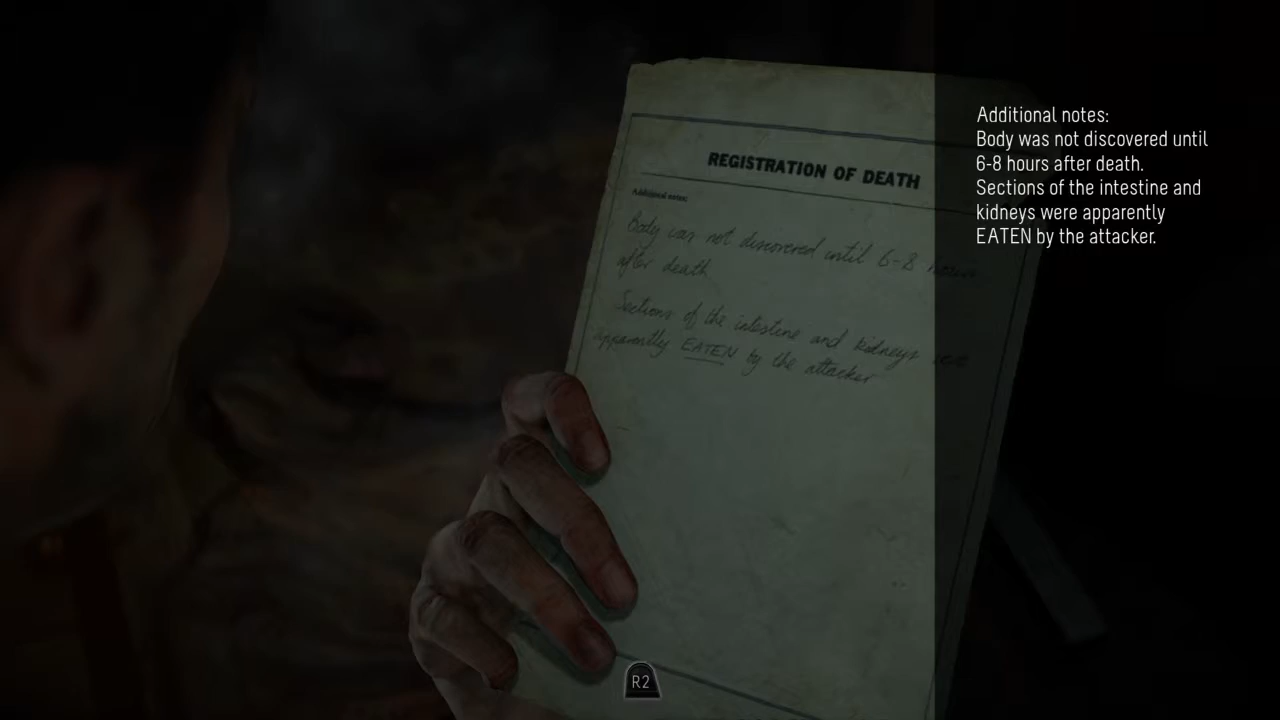 REGISTRATION OF DEATH
Additional notes:
Body was not discovered until 6-8 hours
after death
Sections of the intestine and kidneys were
apparently EATEN by the attacker
Additional notes:
Body was not discovered until
6-8 hours after death.
Sections of the intestine and
kidneys were apparently
EATEN by the attacker.
R2